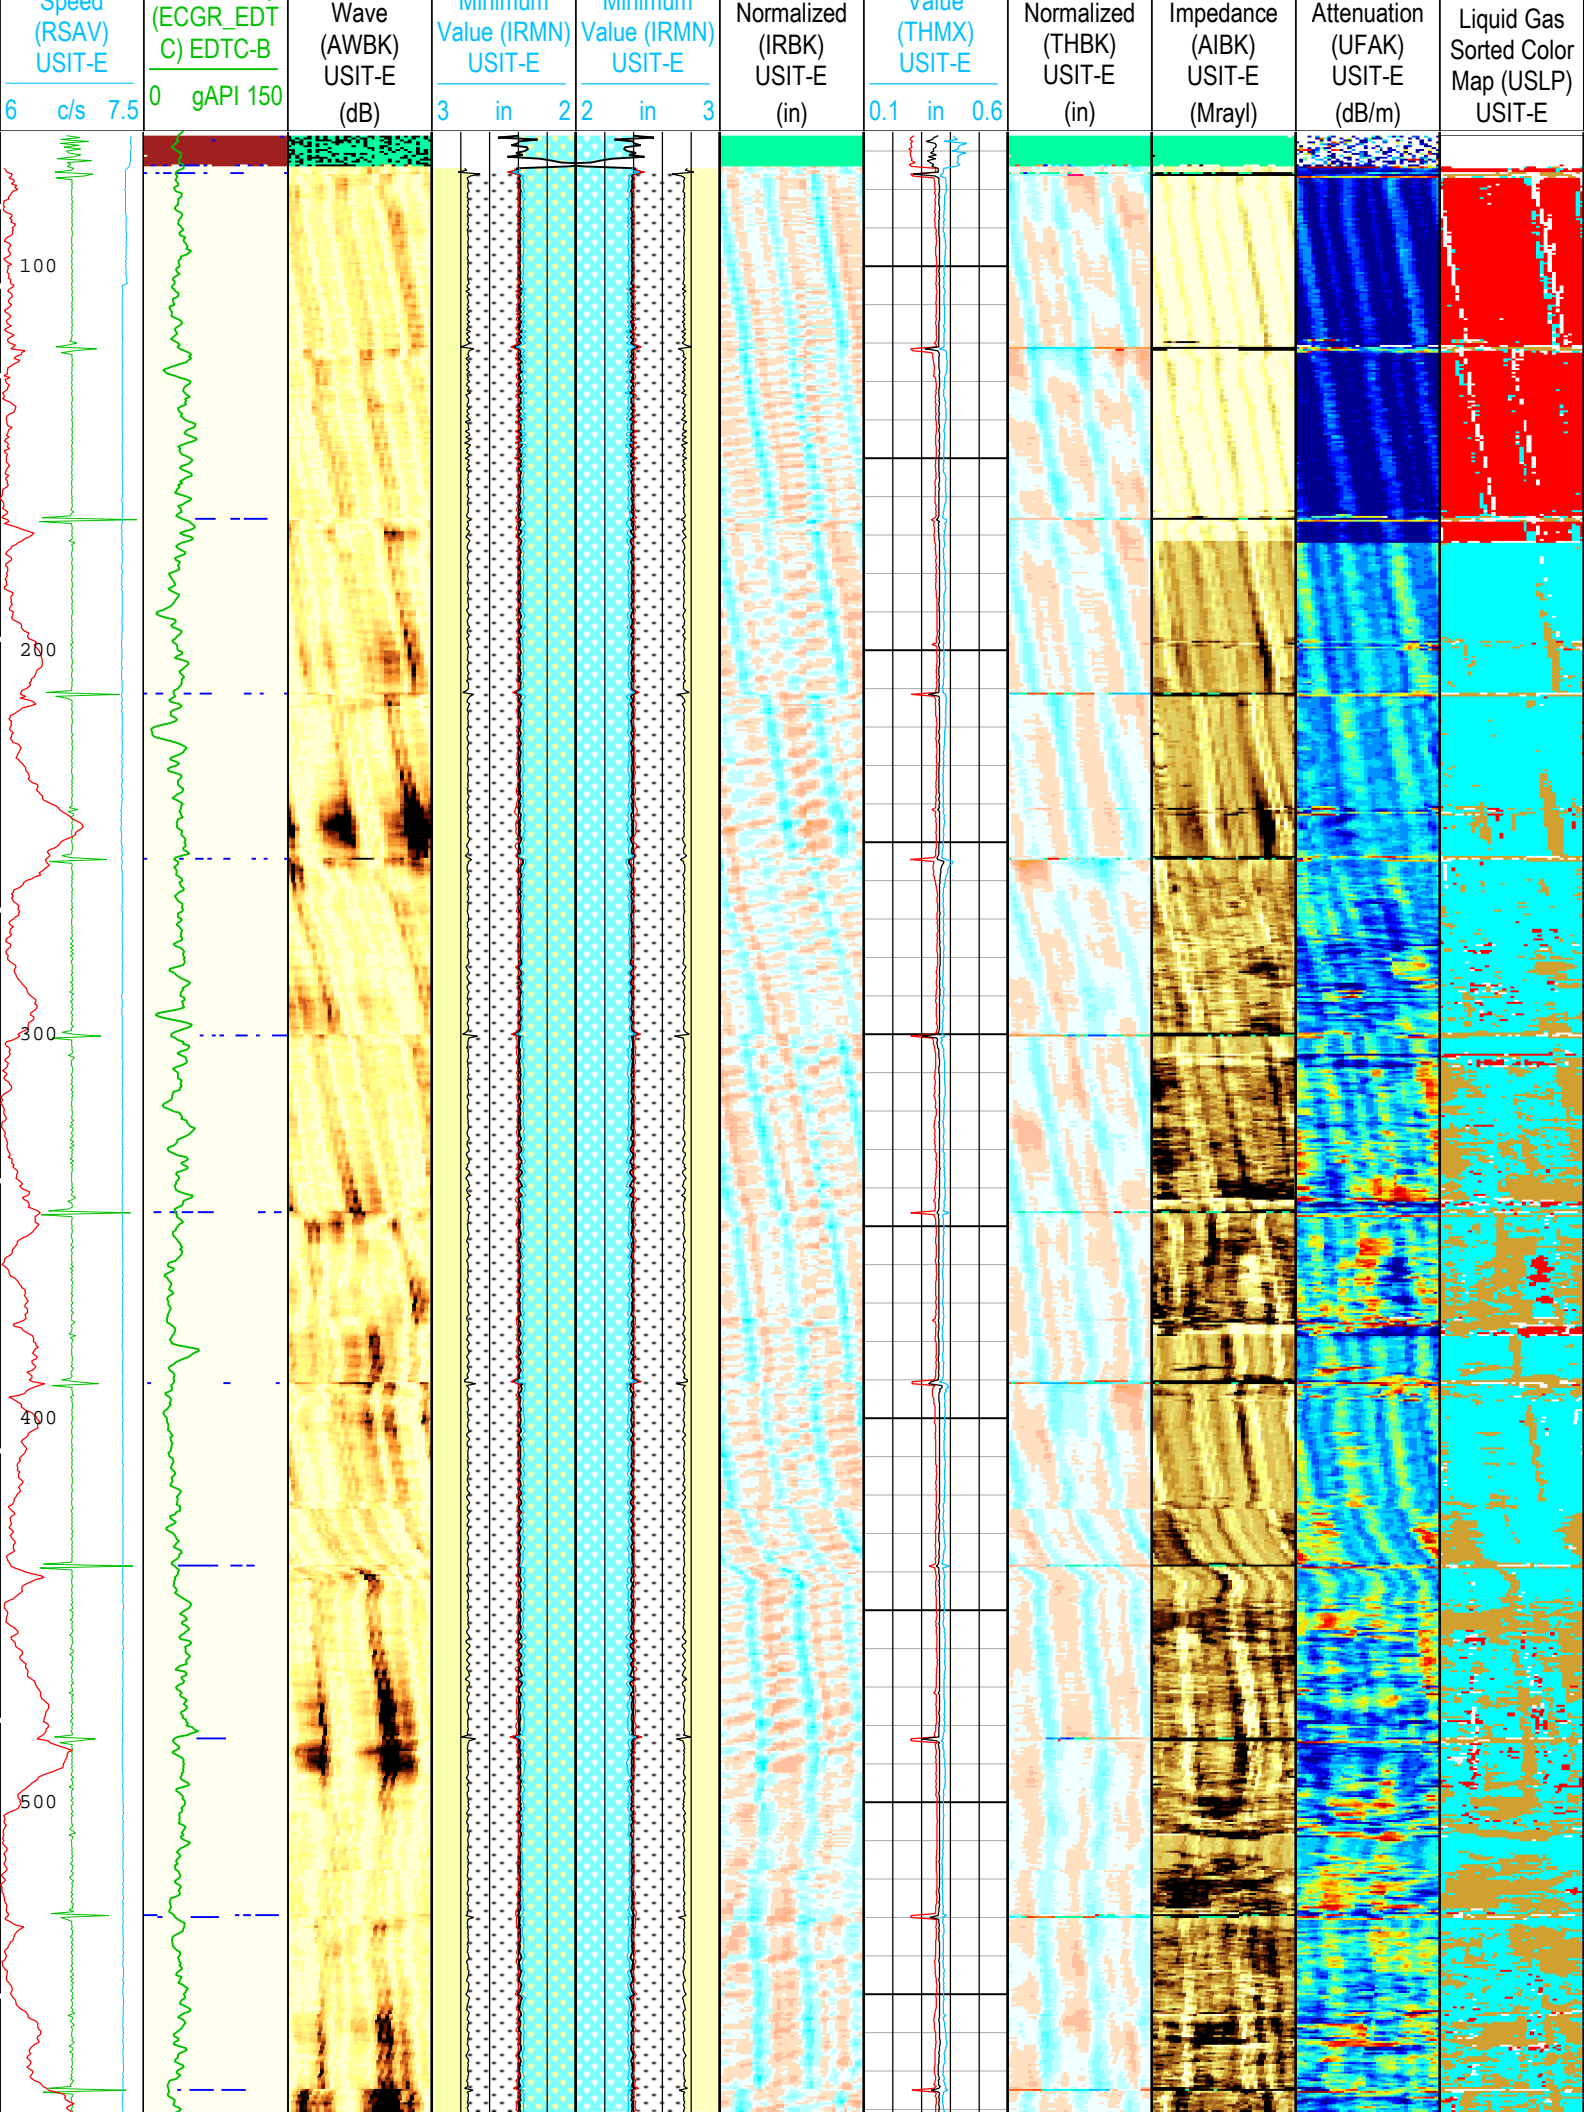 Speed
(RSAV)
USIT-E
6 c/s 7.5
(ECGR_EDT
C) EDTC-B
0 gAPI 150
Wave
(AWBK)
USIT-E
(dB)
Minimum
Value (IRMN)
USIT-E
3 in 2
Minimum
Value (IRMN)
USIT-E
2 in 3
Normalized
(IRBK)
USIT-E
(in)
Value
(THMX)
USIT-E
0.1 in 0.6
Normalized
(THBK)
USIT-E
(in)
Impedance
(AIBK)
USIT-E
(Mrayl)
Attenuation
(UFAK)
USIT-E
(dB/m)
Liquid Gas
Sorted Color
Map (USLP)
USIT-E
100
200
300
400
500